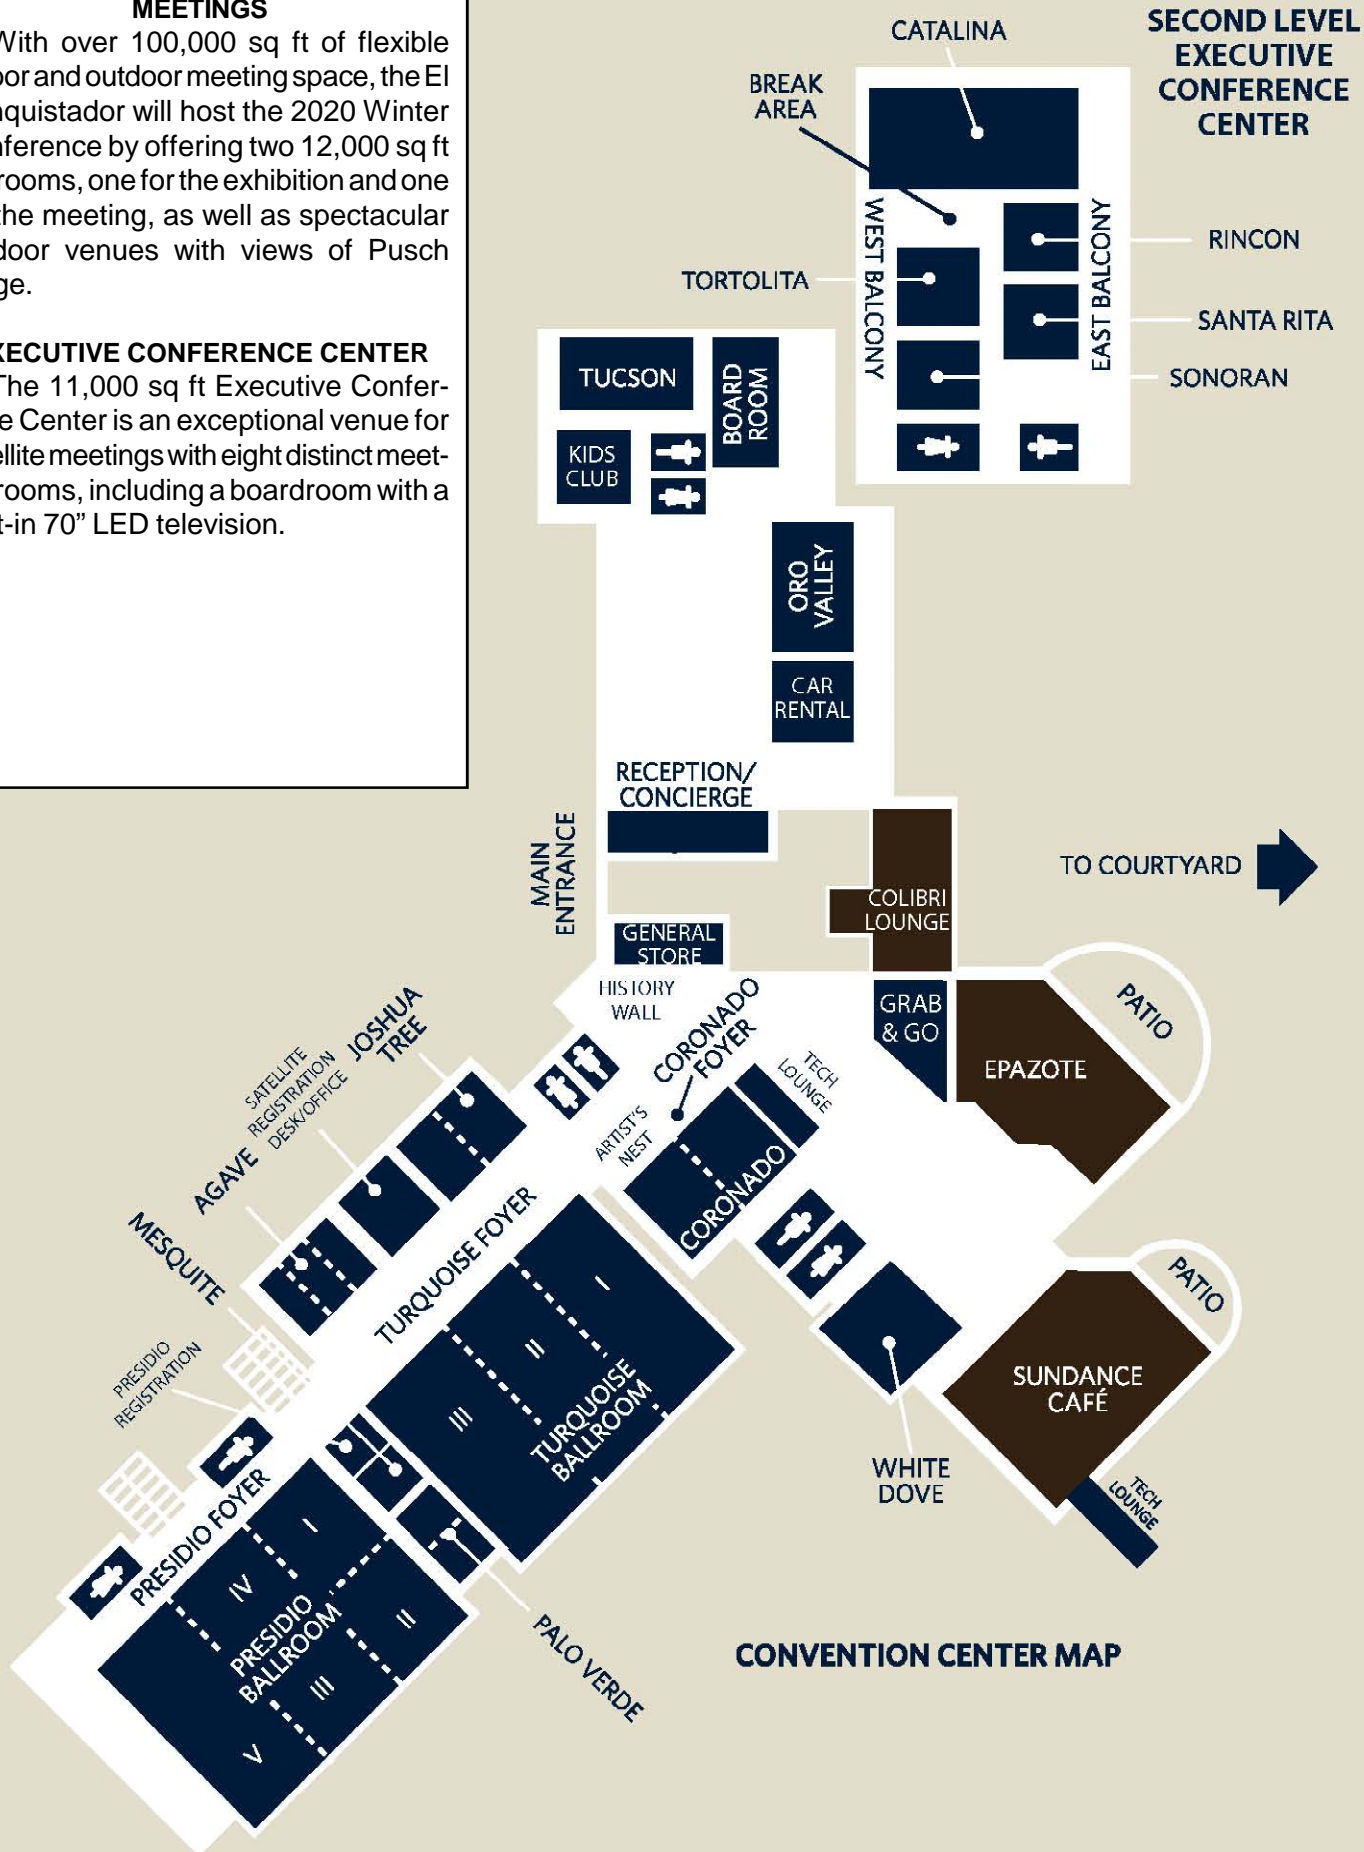 MEETINGS
With over 100,000 sq ft of flexible
oor and outdoor meeting space, the El
nquistador will host the 2020 Winter
nference by offering two 12,000 sq ft
rooms, one for the exhibition and one
the meeting, as well as spectacular
door venues with views of Pusch
ge.
XECUTIVE CONFERENCE CENTER
The 11,000 sq ft Executive Confer-
e Center is an exceptional venue for
ellite meetings with eight distinct meet-
rooms, including a boardroom with a
t-in 70” LED television.
SECOND LEVEL
EXECUTIVE
CONFERENCE
CENTER
CATALINA
BREAK
AREA
WEST BALCONY
EAST BALCONY
RINCON
TORTOLITA
SANTA RITA
SONORAN
TUCSON
BOARD
ROOM
KIDS
CLUB
ORO
VALLEY
CAR
RENTAL
RECEPTION/
CONCIERGE
MAIN
ENTRANCE
COLIBRI
LOUNGE
TO COURTYARD
GENERAL
STORE
HISTORY
WALL
CORONADO
FOYER
GRAB
& GO
PATIO
EPAZOTE
TECH
LOUNGE
ARTIST'S
NEST
CORONADO
JOSHUA
TREE
SATELLITE
REGISTRATION
DESK/OFFICE
AGAVE
MESQUITE
TURQUOISE FOYER
I
II
III
TURQUOISE
BALLROOM
PRESIDIO
REGISTRATION
PATIO
SUNDANCE
CAFÉ
WHITE
DOVE
TECH
LOUNGE
PRESIDIO FOYER
I
IV
II
PRESIDIO
BALLROOM
III
V
PALO VERDE
CONVENTION CENTER MAP